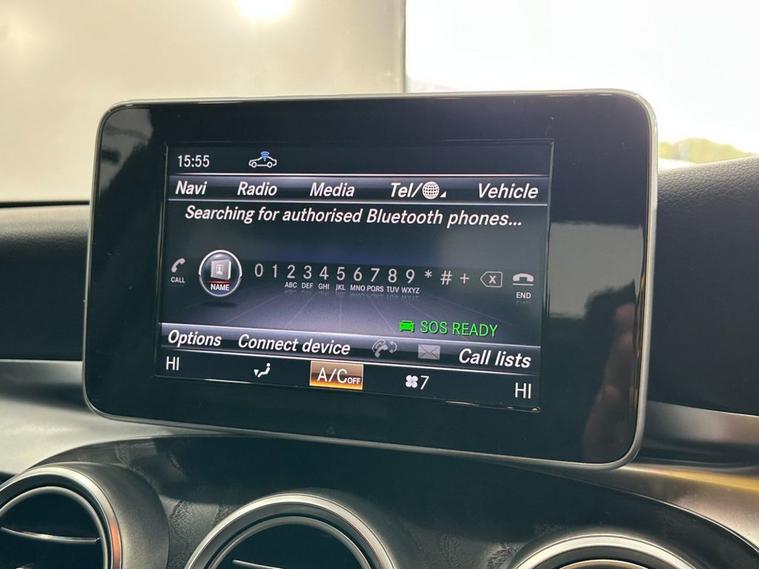 15:55
Navi Radio Media Tel/ Vehicle
Searching for authorised Bluetooth phones...
CALL NAME 0 1 2 3 4 5 6 7 8 9 * # + X END
ABC DEF GHI JKL MNO PQRS TUV WXYZ
SOS READY
Options Connect device Call lists
HI A/C OFF 7 HI